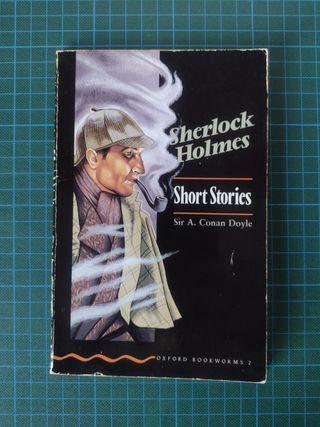 Sherlock
Holmes
Short Stories
Sir A. Conan Doyle
OXFORD BOOKWORMS 2